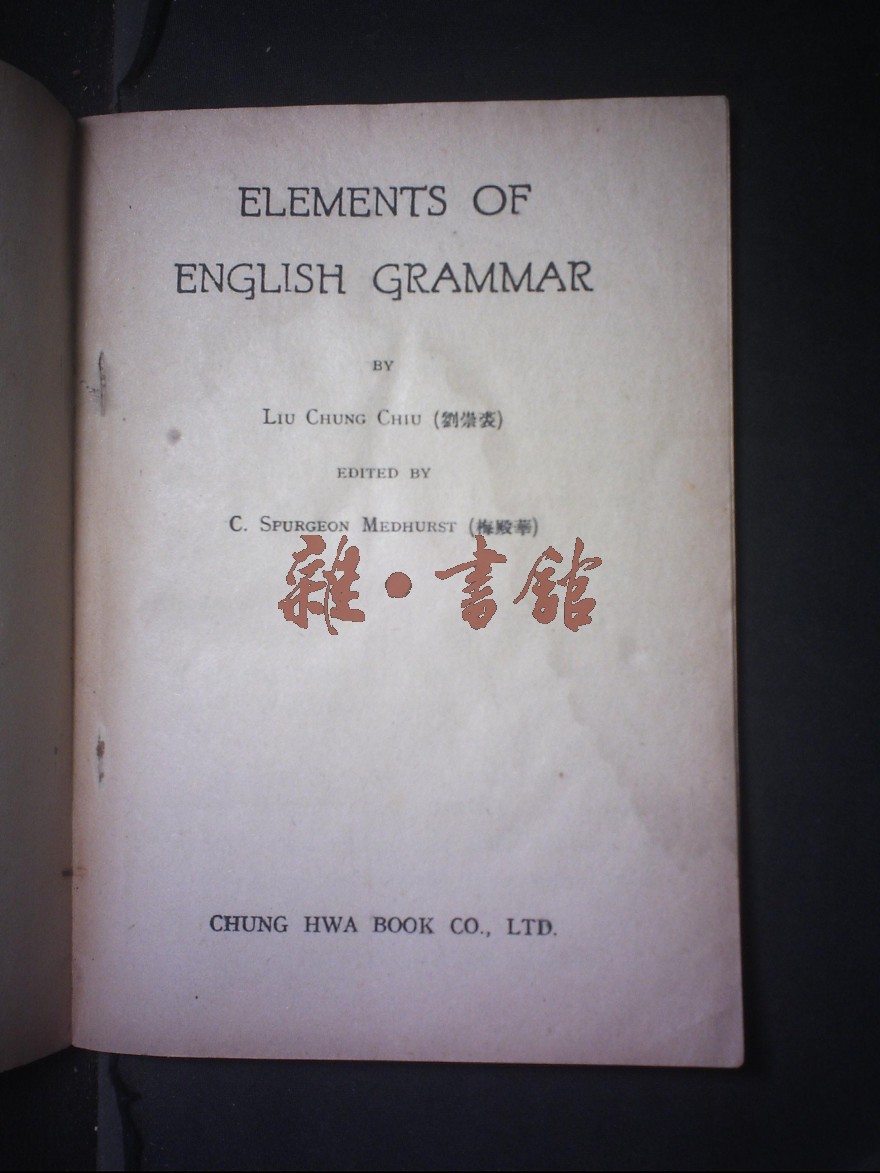 ELEMENTS OF
ENGLISH GRAMMAR
BY
LIU CHUNG CHIU (劉崇裘)
EDITED BY
C. SPURGEON MEDHURST (梅殿華)
雜·書館
CHUNG HWA BOOK CO., LTD.